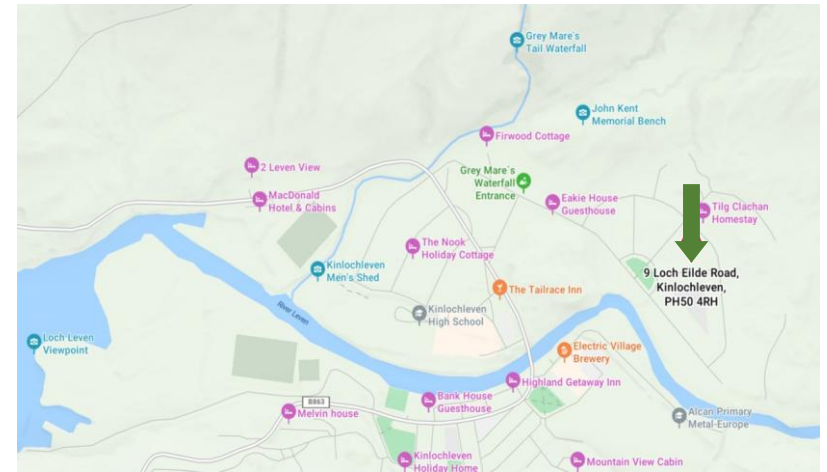 Grey Mare's
Tail Waterfall
John Kent
Memorial Bench
Firwood Cottage
2 Leven View
Grey Mare's
Waterfall
Entrance
MacDonald
Hotel & Cabins
Eakie House
Guesthouse
Tilg Clachan
Homestay
The Nook
Holiday Cottage
Kinlochleven
Men's Shed
9 Loch Eilde Road,
Kinlochleven,
PH50 4RH
The Tailrace Inn
River Leven
Kinlochleven
High School
Loch Leven
Viewpoint
Electric Village
Brewery
Highland Getaway Inn
B863
Bank House
Guesthouse
Melvin house
Alcan Primary
Metal-Europe
Kinlochleven
Holiday Home
Mountain View Cabin